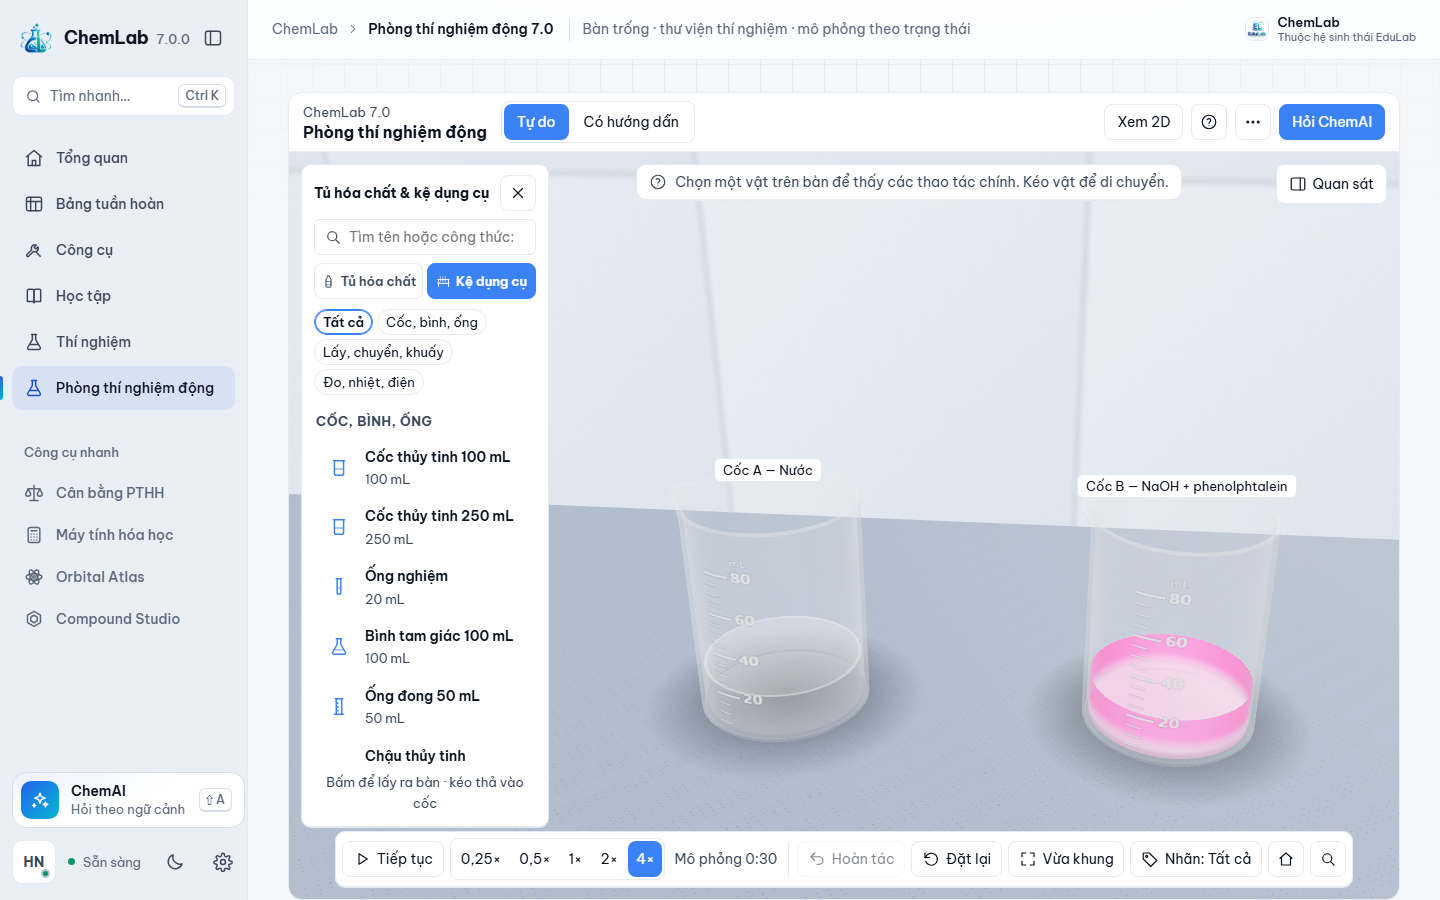 ChemLab 7.0.0
Tìm nhanh... Ctrl K
Tổng quan
Bảng tuần hoàn
Công cụ
Học tập
Thí nghiệm
Phòng thí nghiệm động
Công cụ nhanh
Cân bằng PTHH
Máy tính hóa học
Orbital Atlas
Compound Studio
ChemAI
Hỏi theo ngữ cảnh
⇧ A
HN
Sẵn sàng
ChemLab > Phòng thí nghiệm động 7.0
Bàn trống · thư viện thí nghiệm · mô phỏng theo trạng thái
ChemLab
Thuộc hệ sinh thái EduLab
ChemLab 7.0
Phòng thí nghiệm động
Tự do
Có hướng dẫn
Xem 2D
Hỏi ChemAI
Tủ hóa chất & kệ dụng cụ
Tìm tên hoặc công thức:
Tủ hóa chất
Kệ dụng cụ
Tất cả
Cốc, bình, ống
Lấy, chuyển, khuấy
Đo, nhiệt, điện
CỐC, BÌNH, ỐNG
Cốc thủy tinh 100 mL
100 mL
Cốc thủy tinh 250 mL
250 mL
Ống nghiệm
20 mL
Bình tam giác 100 mL
100 mL
Ống đong 50 mL
50 mL
Chậu thủy tinh
Bấm để lấy ra bàn · kéo thả vào
cốc
Chọn một vật trên bàn để thấy các thao tác chính. Kéo vật để di chuyển.
Quan sát
Cốc A — Nước
mL
80
60
40
20
Cốc B — NaOH + phenolphtalein
mL
80
60
40
20
Tiếp tục
0,25×
0,5×
1×
2×
4×
Mô phỏng 0:30
Hoàn tác
Đặt lại
Vừa khung
Nhãn: Tất cả